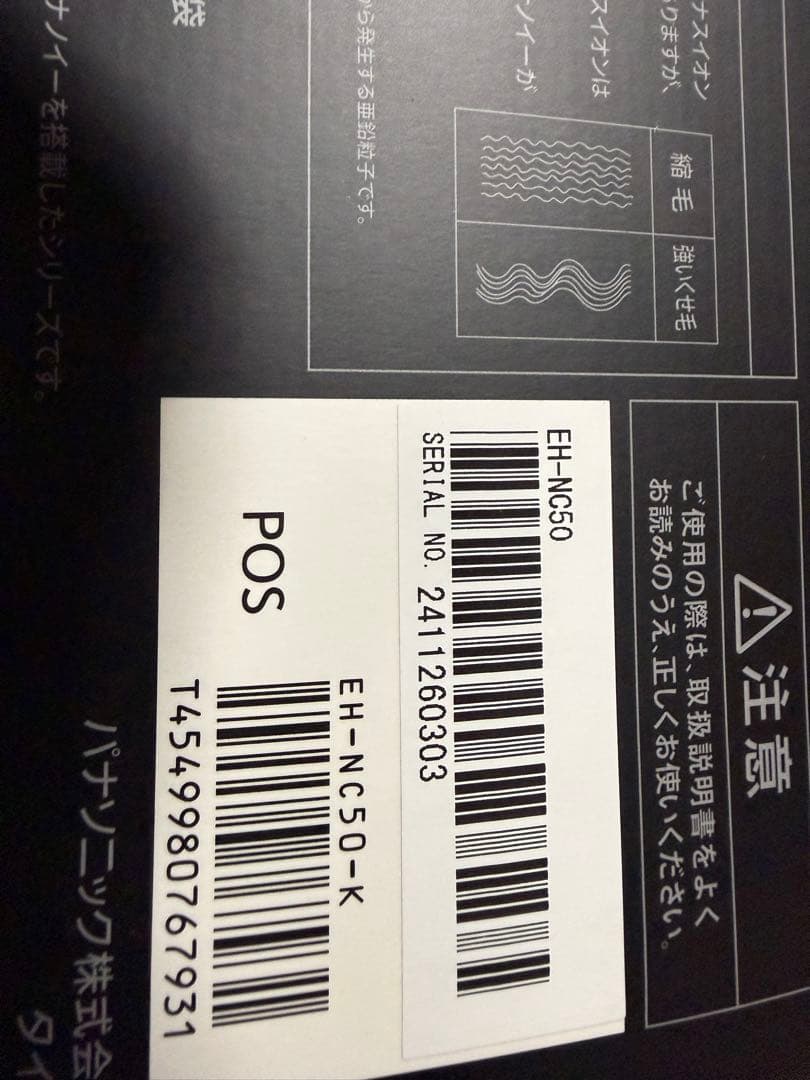 ナスイオン
りますが、
スイオンは
ノイーが
縮毛
強いくせ毛
から発生する亜鉛粒子です。
袋
ナノイーを搭載したシリーズです。
注意
ご使用の際は、取扱説明書をよく
お読みのうえ、正しくお使いください。
EH-NC50
SERIAL NO. 2411260303
POS
EH-NC50-K
T4549980767931
パナソニック株式会
タイ